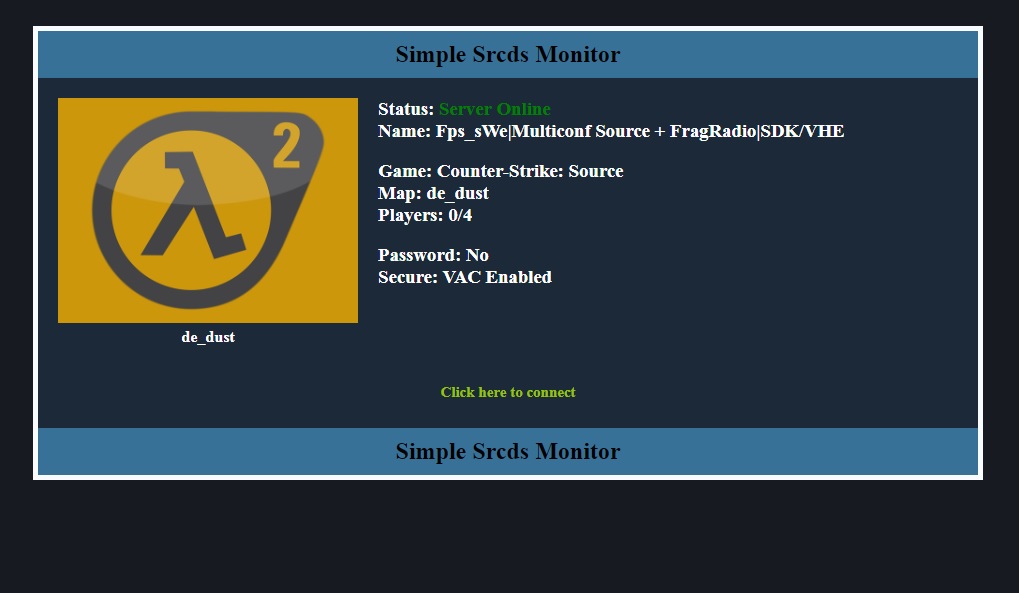 Simple Srcds Monitor
2
Status: Server Online
Name: Fps_sWe|Multiconf Source + FragRadio|SDK/VHE
Game: Counter-Strike: Source
Map: de_dust
Players: 0/4
Password: No
Secure: VAC Enabled
de_dust
Click here to connect
Simple Srcds Monitor